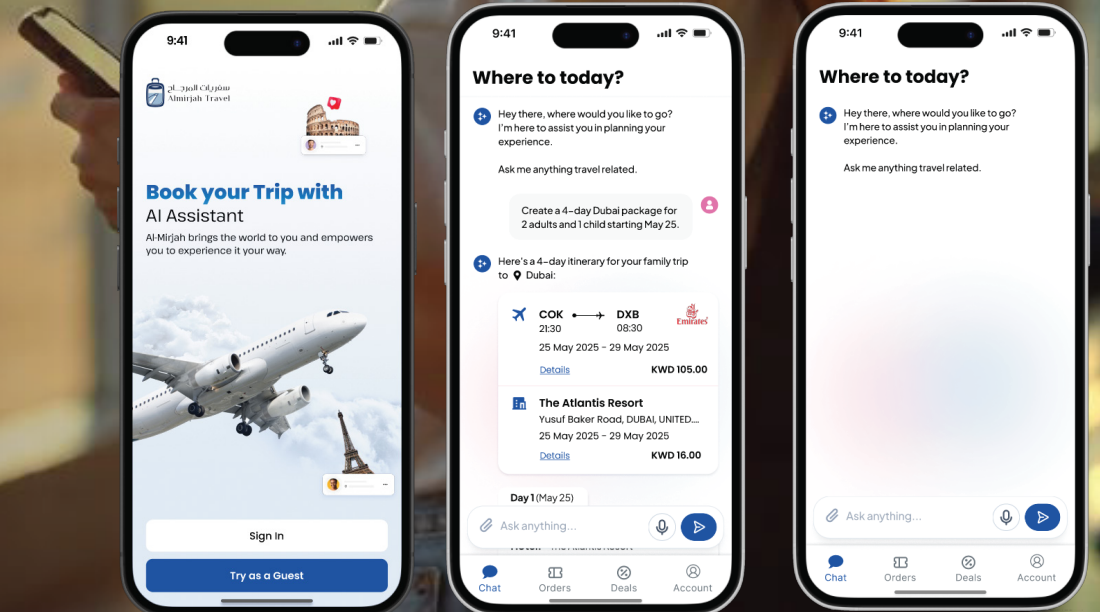 9:41
سفريات المرجاح
Almirjah Travel
Book your Trip with
AI Assistant
Al-Mirjah brings the world to you and empowers
you to experience it your way.
Sign In
Try as a Guest
9:41
Where to today?
Hey there, where would you like to go?
I'm here to assist you in planning your
experience.
Ask me anything travel related.
Create a 4-day Dubai package for
2 adults and 1 child starting May 25.
Here's a 4-day itinerary for your family trip
to Dubai:
COK DXB
Emirates
21:30 08:30
25 May 2025 - 29 May 2025
Details KWD 105.00
The Atlantis Resort
Yusuf Baker Road, DUBAI, UNITED....
25 May 2025 - 29 May 2025
Details KWD 16.00
Day 1 (May 25)
Ask anything...
Chat Orders Deals Account
9:41
Where to today?
Hey there, where would you like to go?
I'm here to assist you in planning your
experience.
Ask me anything travel related.
Ask anything...
Chat Orders Deals Account